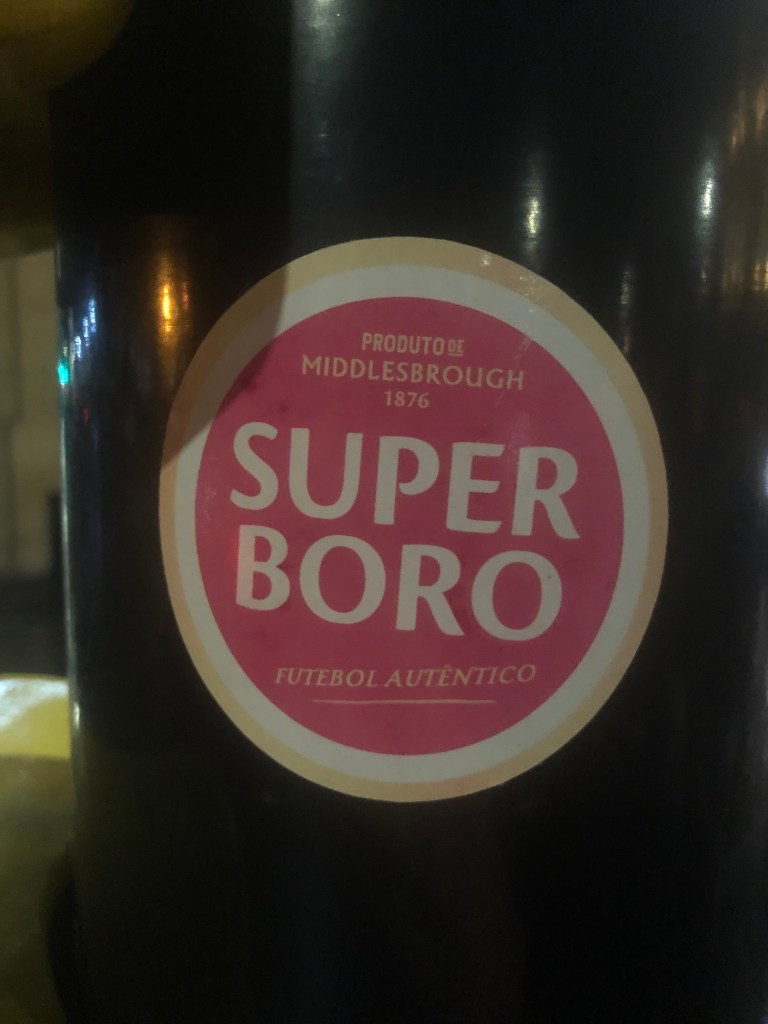 PRODUTO DE
MIDDLESBROUGH
1876
SUPER
BORO
FUTEBOL AUTÊNTICO